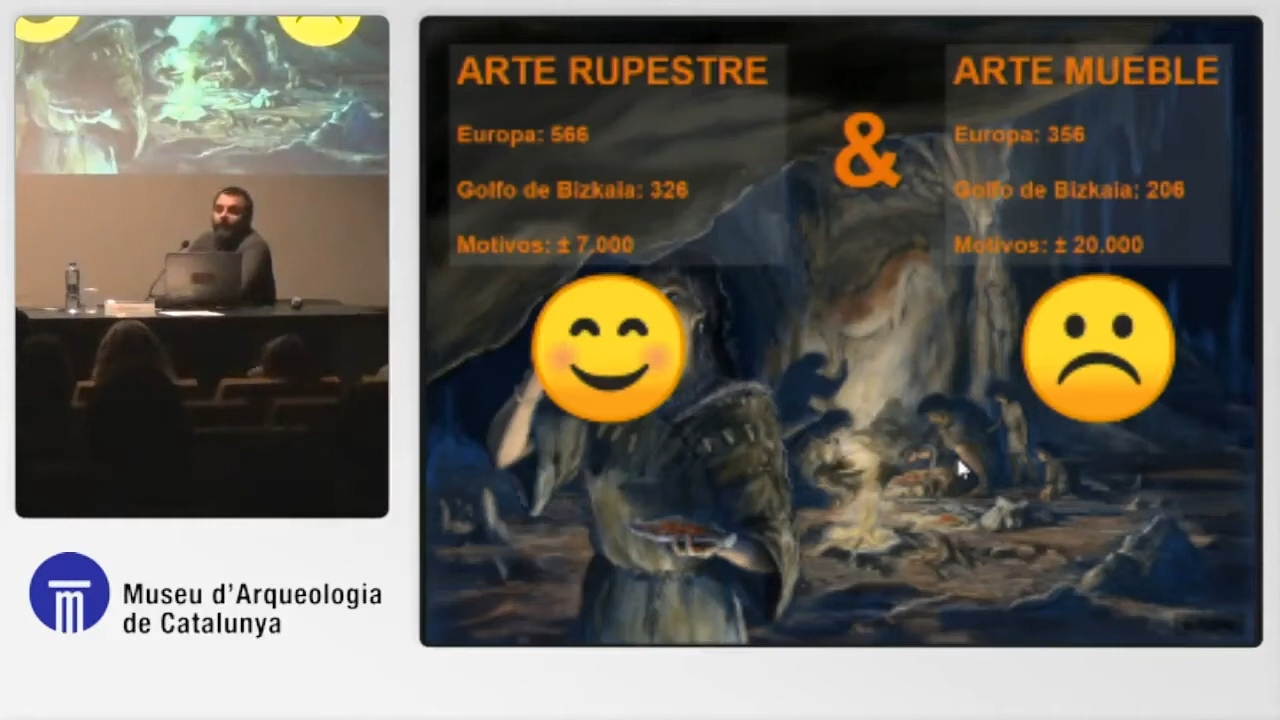 ARTE RUPESTRE
Europa: 566
Golfo de Bizkaia: 326
Motivos: ± 7.000
&
ARTE MUEBLE
Europa: 356
Golfo de Bizkaia: 206
Motivos: ± 20.000
Museu d'Arqueologia
de Catalunya